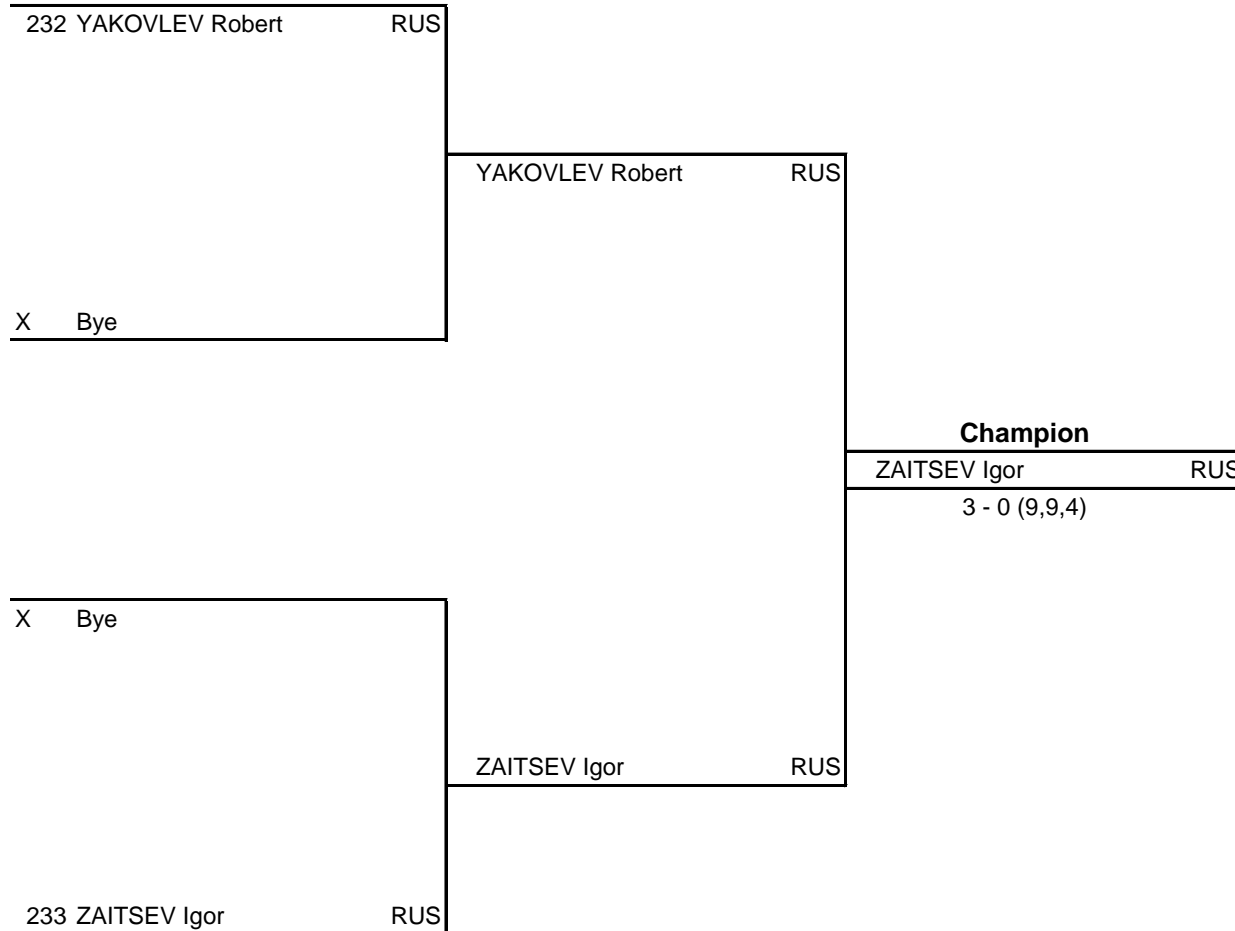 232 YAKOVLEV Robert RUS
YAKOVLEV Robert RUS
X Bye
Champion
ZAITSEV Igor RUS
3 - 0 (9,9,4)
X Bye
ZAITSEV Igor RUS
233 ZAITSEV Igor RUS